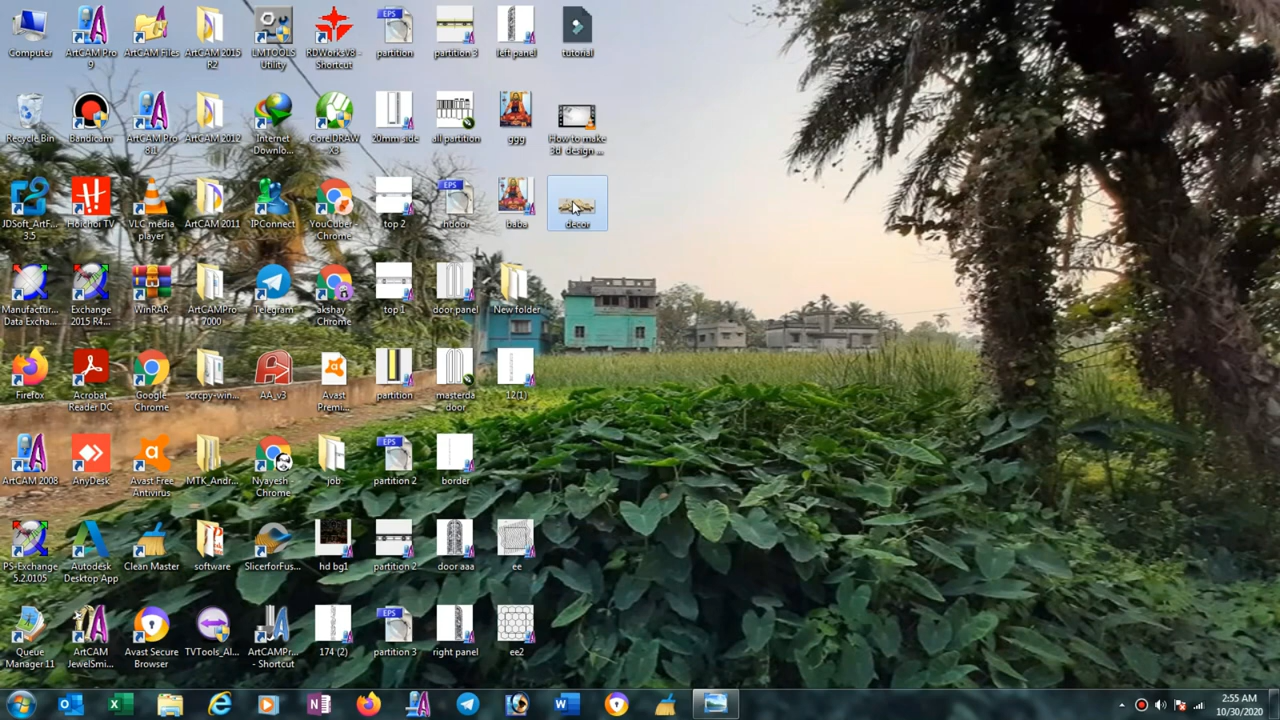 Computer
ArtCAM Pro 9
ArtCAM Files
ArtCAM 2015 R2
LMTOOLS Utility
RDWorksV8 - Shortcut
EPS
partition
partition 3
left panel
tutorial
Recycle Bin
Bandicam
ArtCAM Pro 8.1
ArtCAM 2012
Internet Downlo...
CorelDRAW X3
20mm side
all partition
ggg
How to make 3d design ...
JDSoft_ArtF... 3.5
Hoichoi TV
VLC media player
ArtCAM 2011
IPConnect
YouCuber - Chrome
top 2
EPS
hdoor
baba
decor
Manufactur... Data Excha...
Exchange 2015 R4...
WinRAR
ArtCAMPro 7000
Telegram
akshay - Chrome
top 1
door panel
New folder
Firefox
Acrobat Reader DC
Google Chrome
scrcpy-win...
AA_v3
Avast Premi...
partition
masterda door
12(1)
ArtCAM 2008
AnyDesk
Avast Free Antivirus
MTK_Andr...
Nyayesh - Chrome
job
EPS
partition 2
border
PS-Exchange 5.2.0105
Autodesk Desktop App
Clean Master
software
SlicerforFus...
hd bg1
partition 2
door aaa
ee
Queue Manager 11
ArtCAM JewelSmi...
Avast Secure Browser
TVTools_Al...
ArtCAMPr... - Shortcut
174 (2)
EPS
partition 3
right panel
ee2
2:55 AM
10/30/2020